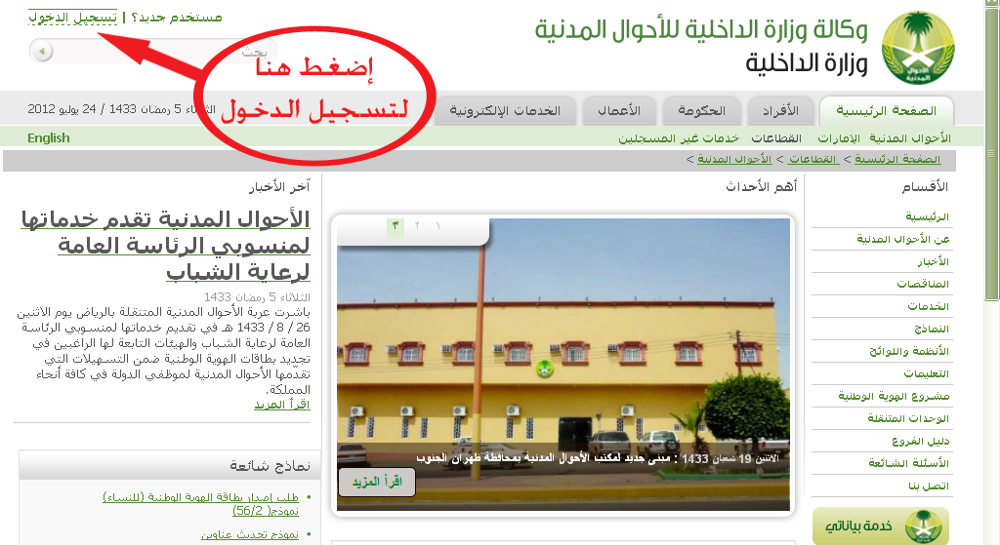 مستخدم جديد؟ | تسجيل الدخول
بحث
إضغط هنا
لتسجيل الدخول
وكالة وزارة الداخلية للأحوال المدنية
وزارة الداخلية
الأحوال المدنية
الصفحة الرئيسية
الأفراد
الحكومة
الأعمال
الخدمات الإلكترونية
الثلاثاء 5 رمضان 1433 / 24 يوليو 2012
الأحوال المدنية الإمارات القطاعات خدمات غير المسجلين
English
الصفحة الرئيسية > القطاعات > الأحوال المدنية >
الأقسام
الرئيسية
عن الأحوال المدنية
الأخبار
المناقصات
الخدمات
النماذج
الأنظمة واللوائح
التعليمات
مشروع الهوية الوطنية
الوحدات المتنقلة
دليل الفروع
الأسئلة الشائعة
اتصل بنا
خدمة بياناتي
أهم الأحداث
١ ٢ ٣
الاثنين 19 شعبان 1433 : مبنى جديد لمكتب الأحوال المدنية بمحافظة ظهران الجنوب
اقرأ المزيد
آخر الأخبار
الأحوال المدنية تقدم خدماتها
لمنسوبي الرئاسة العامة
لرعاية الشباب
الثلاثاء 5 رمضان 1433
باشرت عربة الأحوال المدنية المتنقلة بالرياض يوم الاثنين
26 / 8 / 1433 هـ في تقديم خدماتها لمنسوبي الرئاسة
العامة لرعاية الشباب والهيئات التابعة لها الراغبين في
تجديد بطاقات الهوية الوطنية ضمن التسهيلات التي
تقدّمها الأحوال المدنية لموظفي الدولة في كافة أنحاء
المملكة.
اقرأ المزيد
نماذج شائعة
طلب إصدار بطاقة الهوية الوطنية (للنساء)
نموذج( 56/2)
نموذج تحديث عناوين